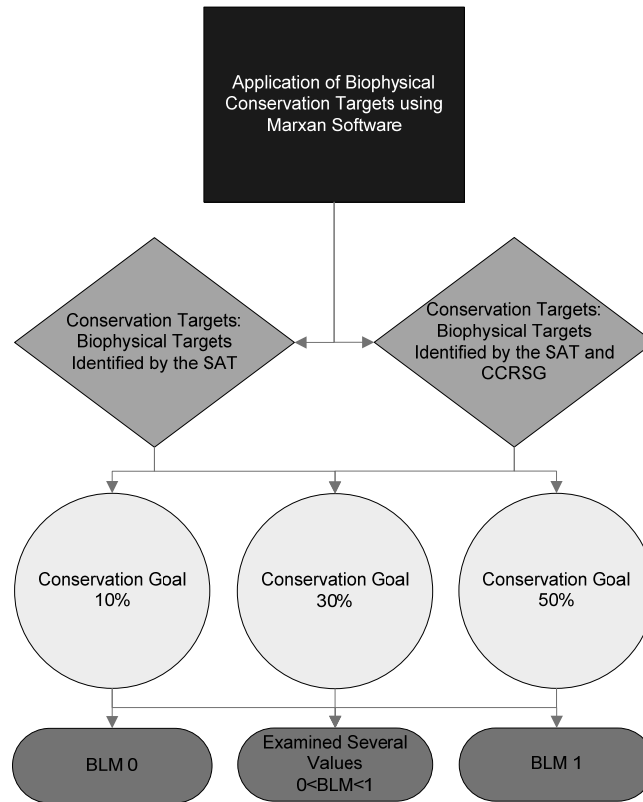 Application of Biophysical
Conservation Targets using
Marxan Software
Conservation Targets:
Biophysical Targets
Identified by the SAT
Conservation Targets:
Biophysical Targets
Identified by the SAT and
CCRSG
Conservation Goal
10%
Conservation Goal
30%
Conservation Goal
50%
BLM 0
Examined Several
Values
0<BLM<1
BLM 1